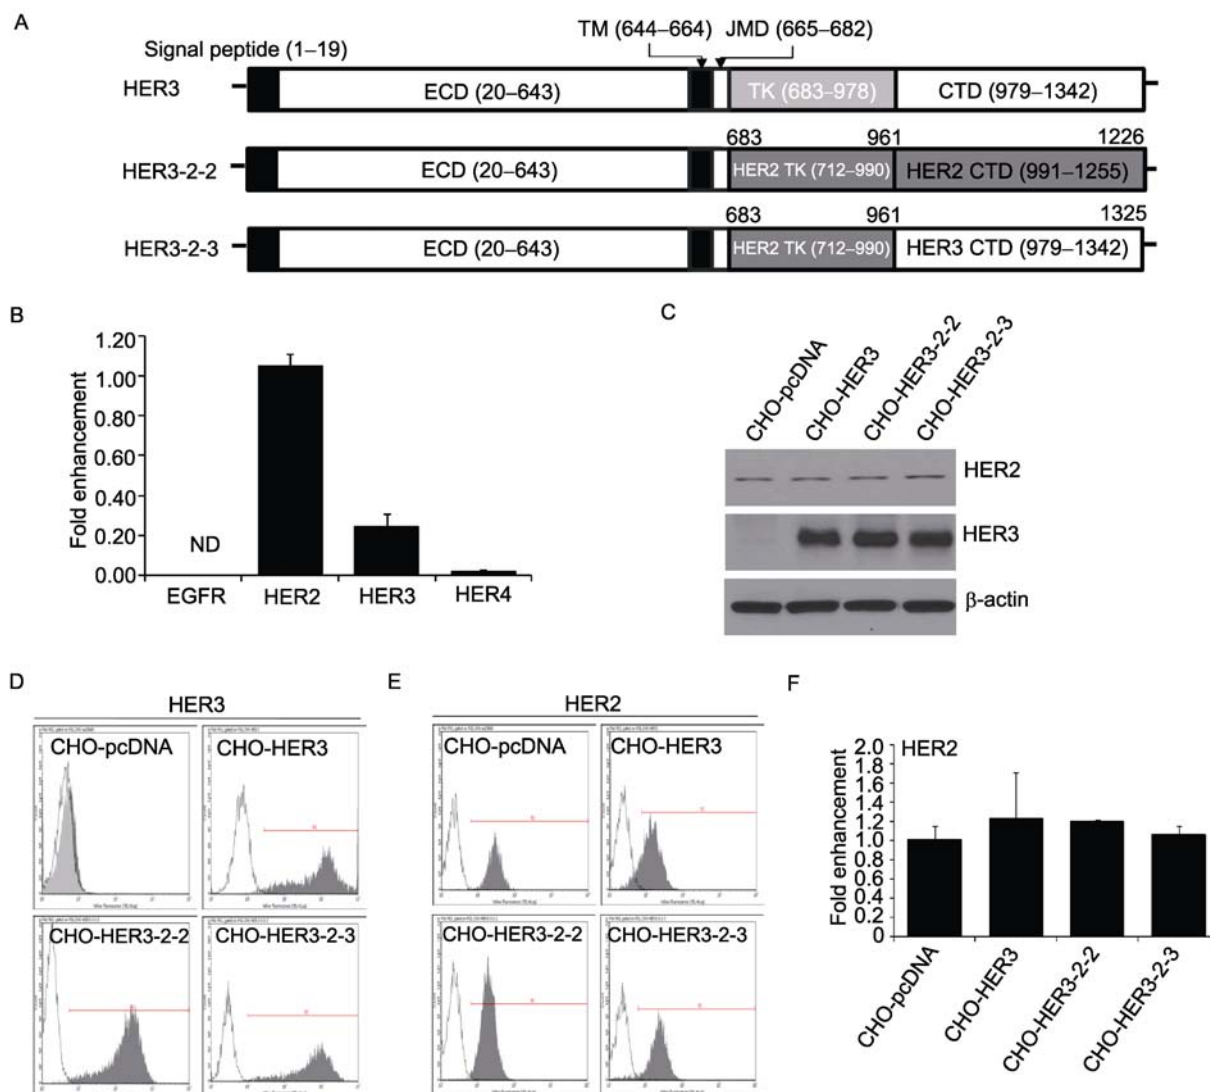 A
TM (644–664) JMD (665–682)
Signal peptide (1–19)
HER3 ECD (20–643) TK (683–978) CTD (979–1342)
683 961 1226
HER3-2-2 ECD (20–643) HER2 TK (712–990) HER2 CTD (991–1255)
683 961 1325
HER3-2-3 ECD (20–643) HER2 TK (712–990) HER3 CTD (979–1342)
B
Fold enhancement
1.20
1.00
0.80
0.60
0.40
0.20
0.00
ND
EGFR HER2 HER3 HER4
C
CHO-pcDNA CHO-HER3 CHO-HER3-2-2 CHO-HER3-2-3
HER2
HER3
β-actin
D
HER3
CHO-pcDNA CHO-HER3
CHO-HER3-2-2 CHO-HER3-2-3
E
HER2
CHO-pcDNA CHO-HER3
CHO-HER3-2-2 CHO-HER3-2-3
F
Fold enhancement
2.0
1.8
1.6
1.4
1.2
1.0
0.8
0.6
0.4
0.2
0
HER2
CHO-pcDNA CHO-HER3 CHO-HER3-2-2 CHO-HER3-2-3